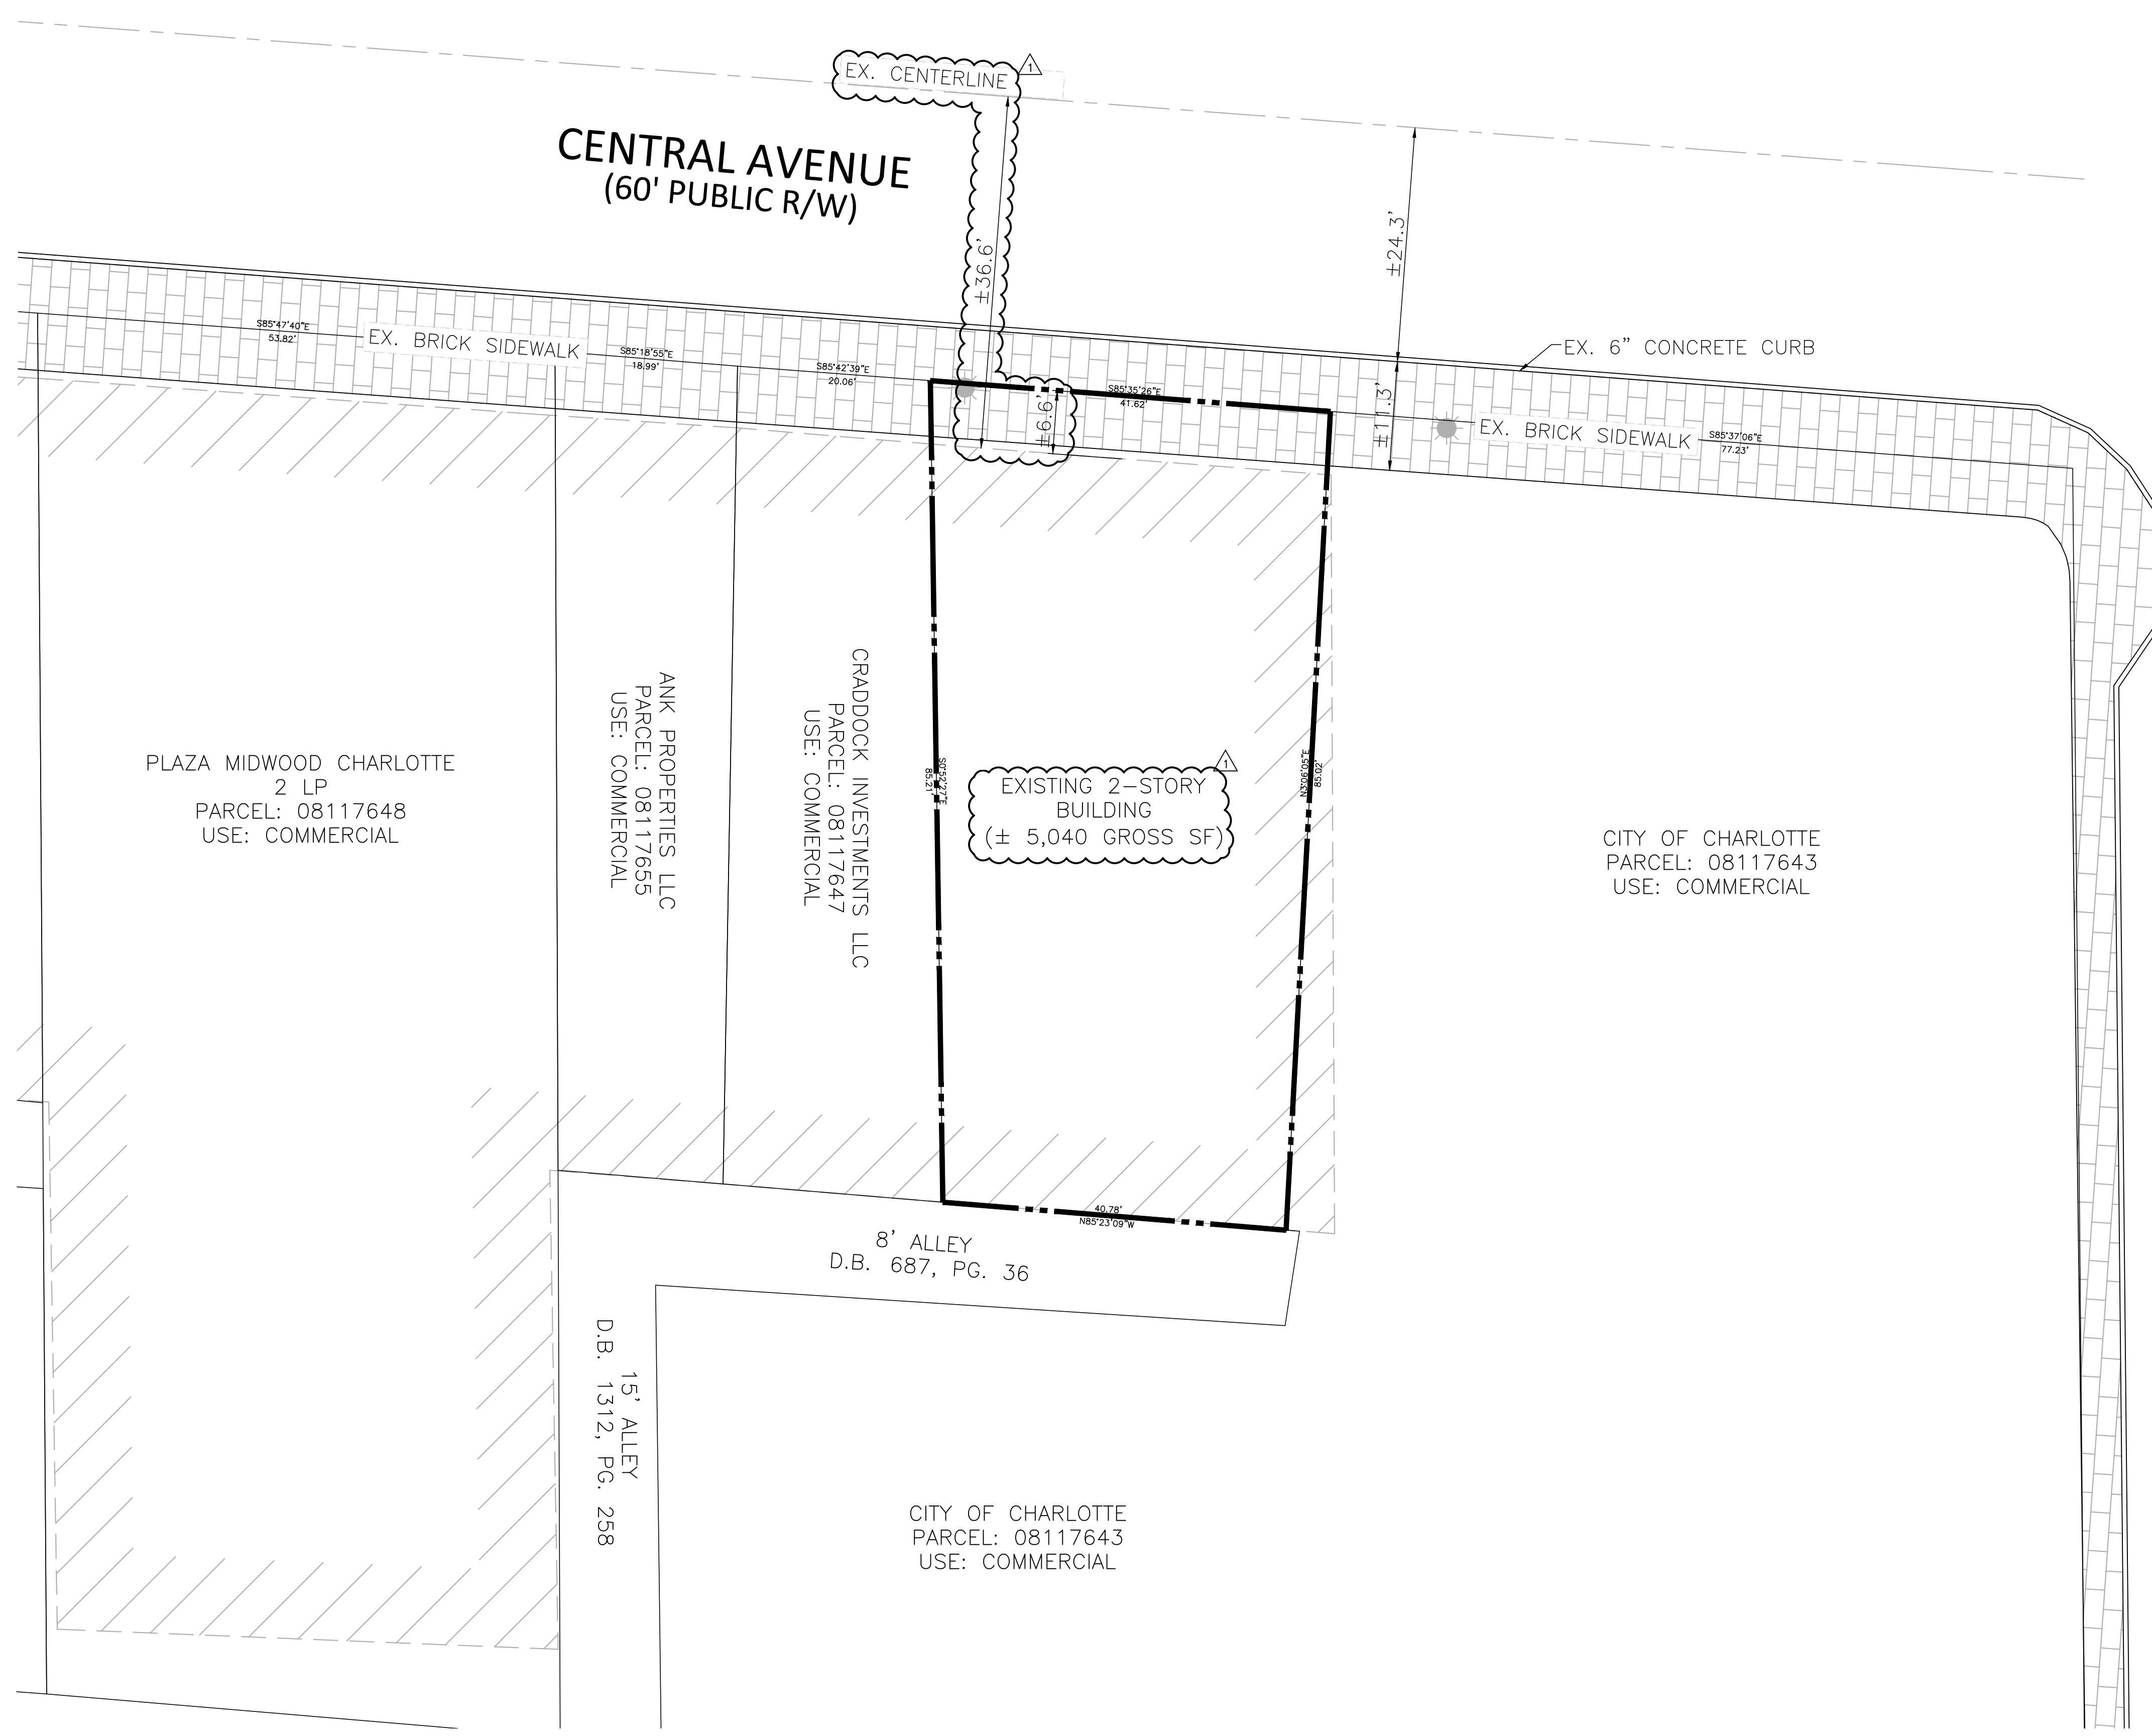 EX. CENTERLINE
1
CENTRAL AVENUE
(60' PUBLIC R/W)
±36.6'
±24.3'
EX. 6" CONCRETE CURB
S85°47'40"E
53.82'
EX. BRICK SIDEWALK
S85°18'55"E
18.99'
S85°42'39"E
20.06'
±6.6'
S85°35'26"E
41.62'
±11.3'
EX. BRICK SIDEWALK
S85°37'06"E
77.23'
PLAZA MIDWOOD CHARLOTTE
2 LP
PARCEL: 08117648
USE: COMMERCIAL
ANK PROPERTIES LLC
PARCEL: 08117655
USE: COMMERCIAL
CRADDOCK INVESTMENTS LLC
PARCEL: 08117647
USE: COMMERCIAL
S0°52'27"E
85.21'
1
EXISTING 2-STORY
BUILDING
(± 5,040 GROSS SF)
N3°06'05"E
85.02'
CITY OF CHARLOTTE
PARCEL: 08117643
USE: COMMERCIAL
40.78'
N85°23'09"W
8' ALLEY
D.B. 687, PG. 36
15' ALLEY
D.B. 1312, PG. 258
CITY OF CHARLOTTE
PARCEL: 08117643
USE: COMMERCIAL